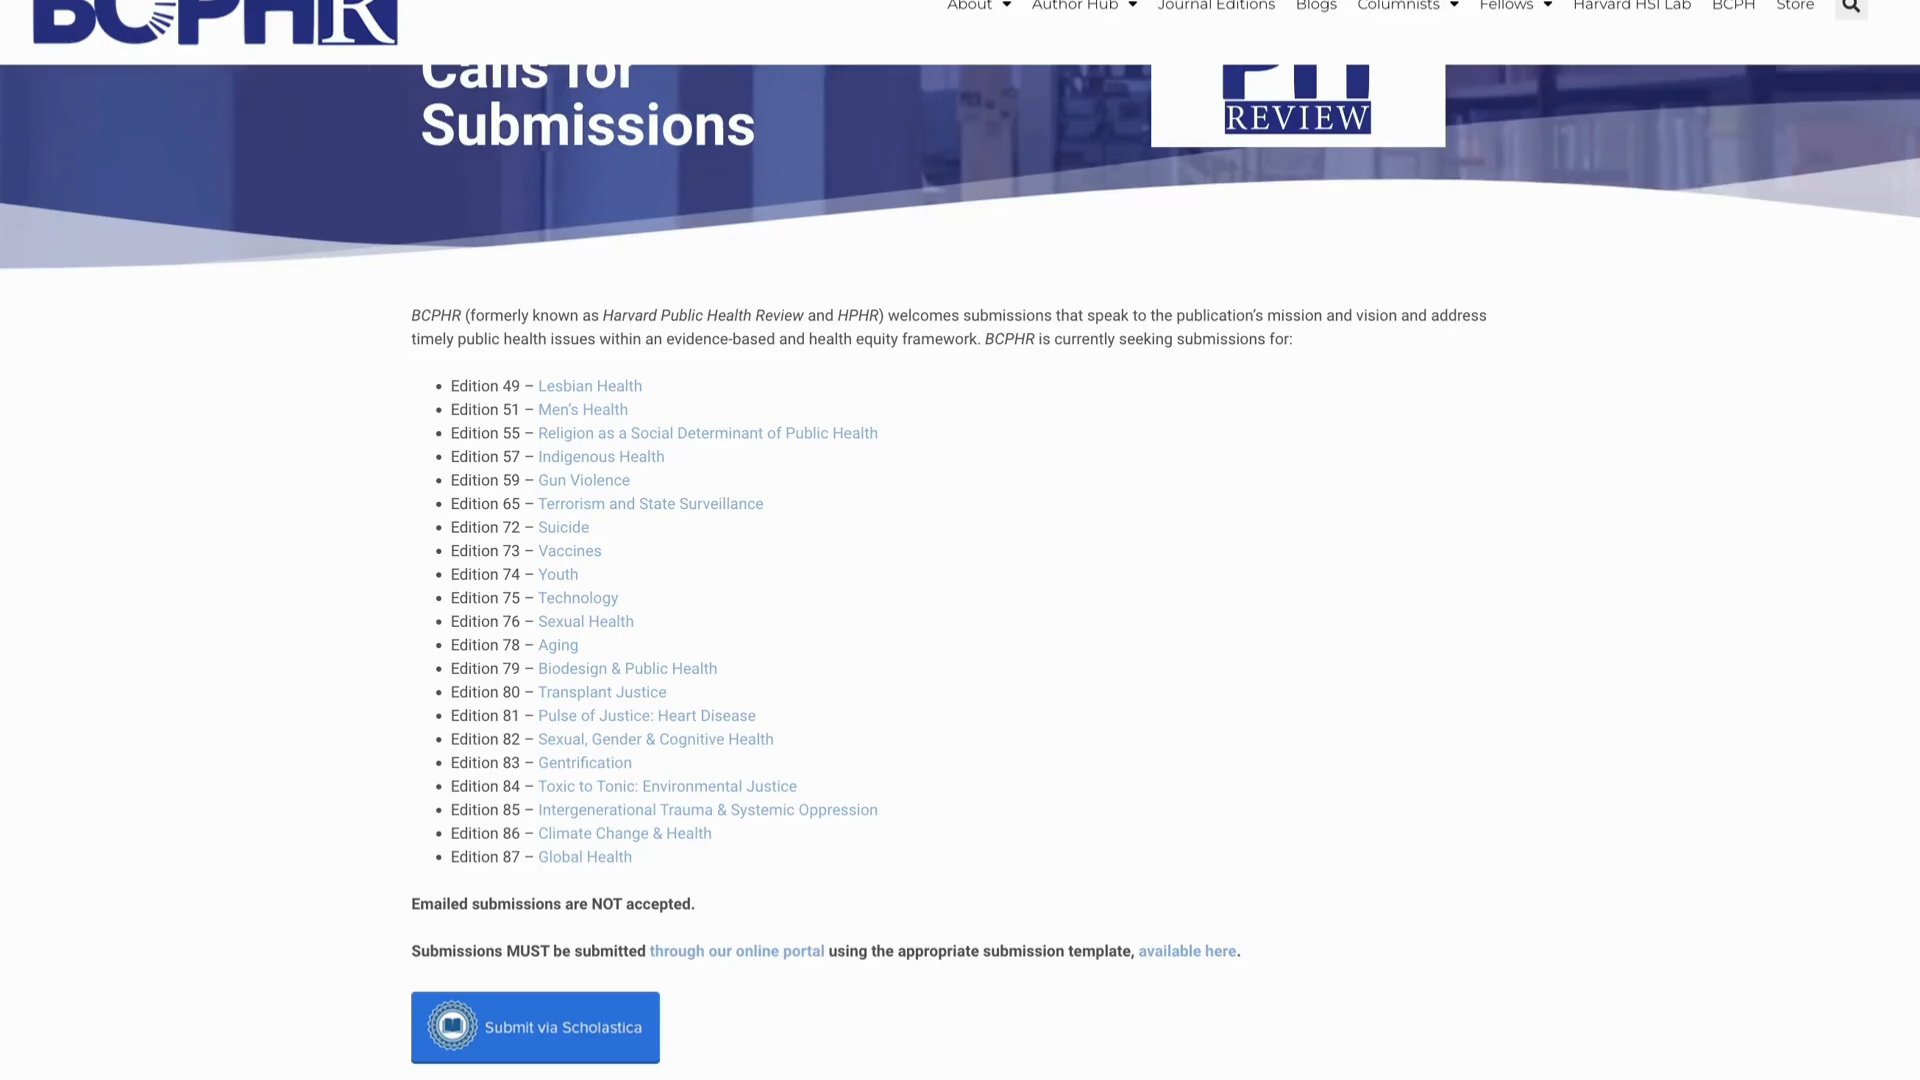 BCPHR
About
Author Hub
Journal Editions
Blogs
Columnists
Fellows
Harvard HSI Lab
BCPH
Store
Calls for
Submissions
PH
REVIEW
BCPHR (formerly known as Harvard Public Health Review and HPHR) welcomes submissions that speak to the publication’s mission and vision and address
timely public health issues within an evidence-based and health equity framework. BCPHR is currently seeking submissions for:
Edition 49 – Lesbian Health
Edition 51 – Men’s Health
Edition 55 – Religion as a Social Determinant of Public Health
Edition 57 – Indigenous Health
Edition 59 – Gun Violence
Edition 65 – Terrorism and State Surveillance
Edition 72 – Suicide
Edition 73 – Vaccines
Edition 74 – Youth
Edition 75 – Technology
Edition 76 – Sexual Health
Edition 78 – Aging
Edition 79 – Biodesign & Public Health
Edition 80 – Transplant Justice
Edition 81 – Pulse of Justice: Heart Disease
Edition 82 – Sexual, Gender & Cognitive Health
Edition 83 – Gentrification
Edition 84 – Toxic to Tonic: Environmental Justice
Edition 85 – Intergenerational Trauma & Systemic Oppression
Edition 86 – Climate Change & Health
Edition 87 – Global Health
Emailed submissions are NOT accepted.
Submissions MUST be submitted through our online portal using the appropriate submission template, available here.
Submit via Scholastica